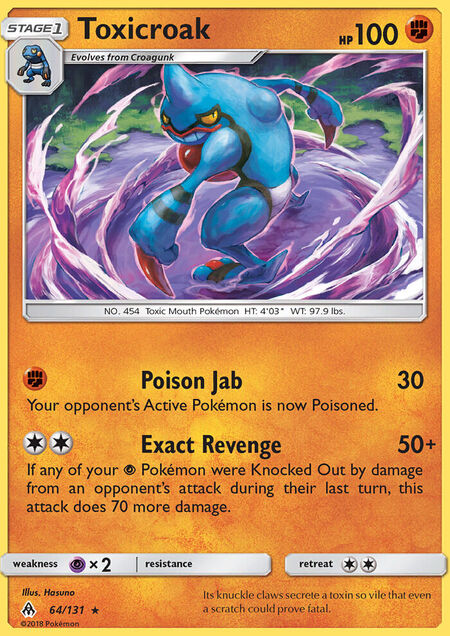 STAGE 1
Toxicroak
HP 100
Evolves from Croagunk
NO. 454 Toxic Mouth Pokémon HT: 4'03" WT: 97.9 lbs.
Poison Jab 30
Your opponent's Active Pokémon is now Poisoned.
Exact Revenge 50+
If any of your Pokémon were Knocked Out by damage
from an opponent's attack during their last turn, this
attack does 70 more damage.
weakness ×2 resistance retreat
Illus. Hasuno
64/131 ★
©2018 Pokémon
Its knuckle claws secrete a toxin so vile that even
a scratch could prove fatal.